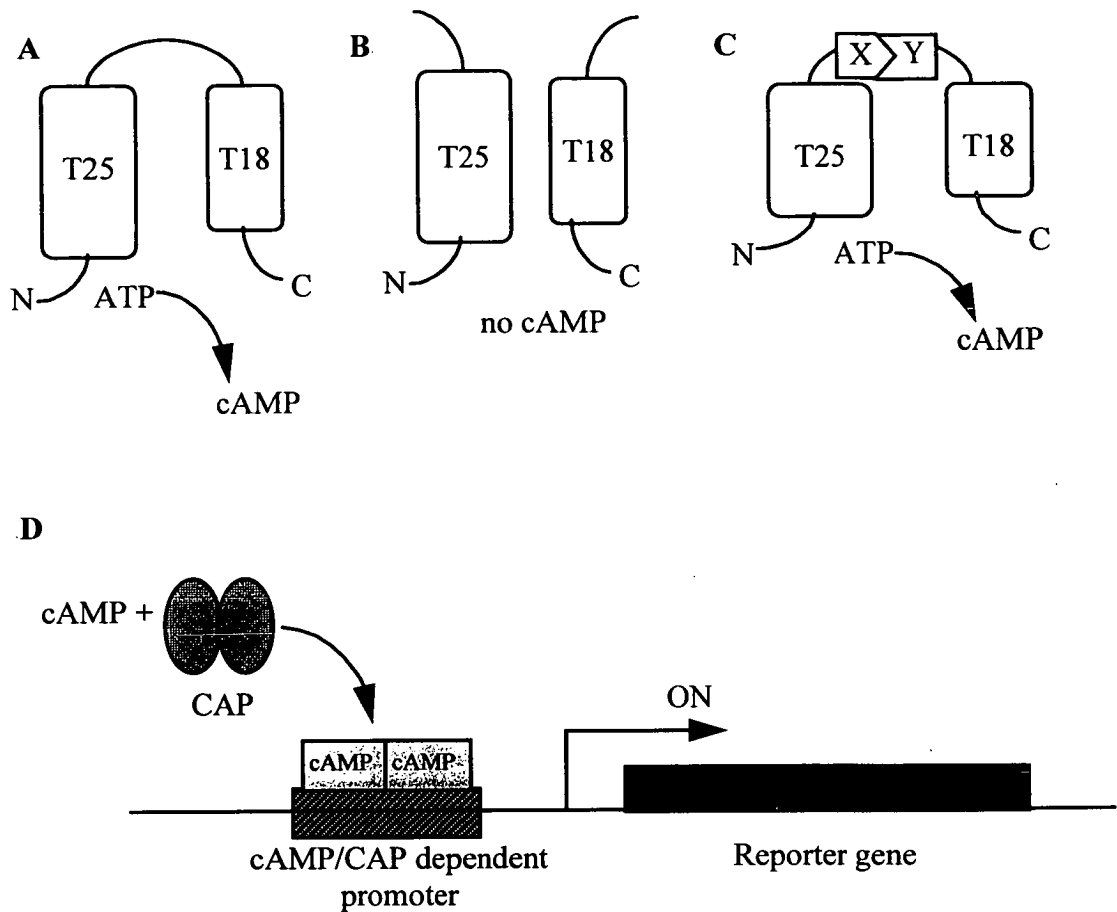 A
T25
T18
N
ATP
C
cAMP
B
T25
T18
N
C
no cAMP
C
X Y
T25
T18
N
ATP
C
cAMP
D
cAMP +
CAP
ON
cAMP cAMP
cAMP/CAP dependent
promoter
Reporter gene